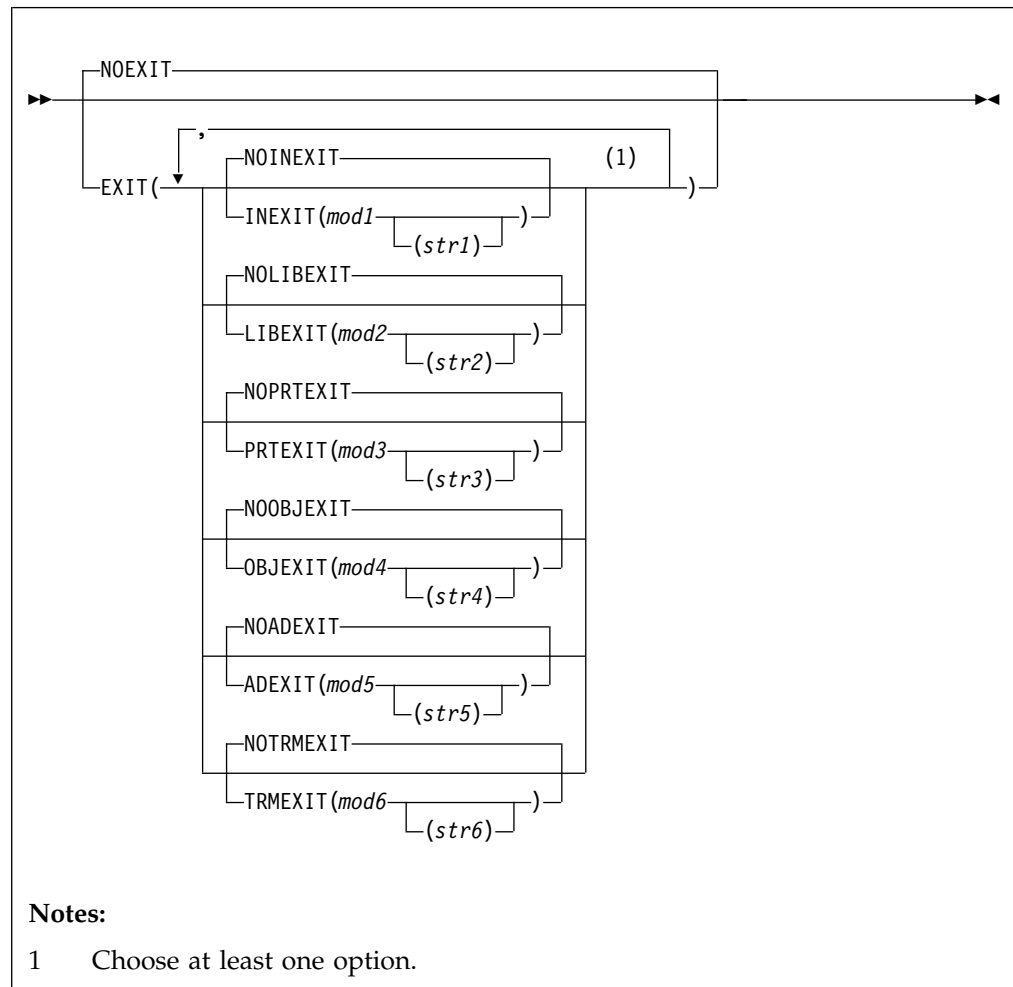 NOEXIT
,
NOINEXIT (1)
EXIT( )
INEXIT(mod1 )
(str1)
NOLIBEXIT
LIBEXIT(mod2 )
(str2)
NOPRTEXIT
PRTEXIT(mod3 )
(str3)
NOOBJEXIT
OBJEXIT(mod4 )
(str4)
NOADEXIT
ADEXIT(mod5 )
(str5)
NOTRMEXIT
TRMEXIT(mod6 )
(str6)
Notes:
1 Choose at least one option.